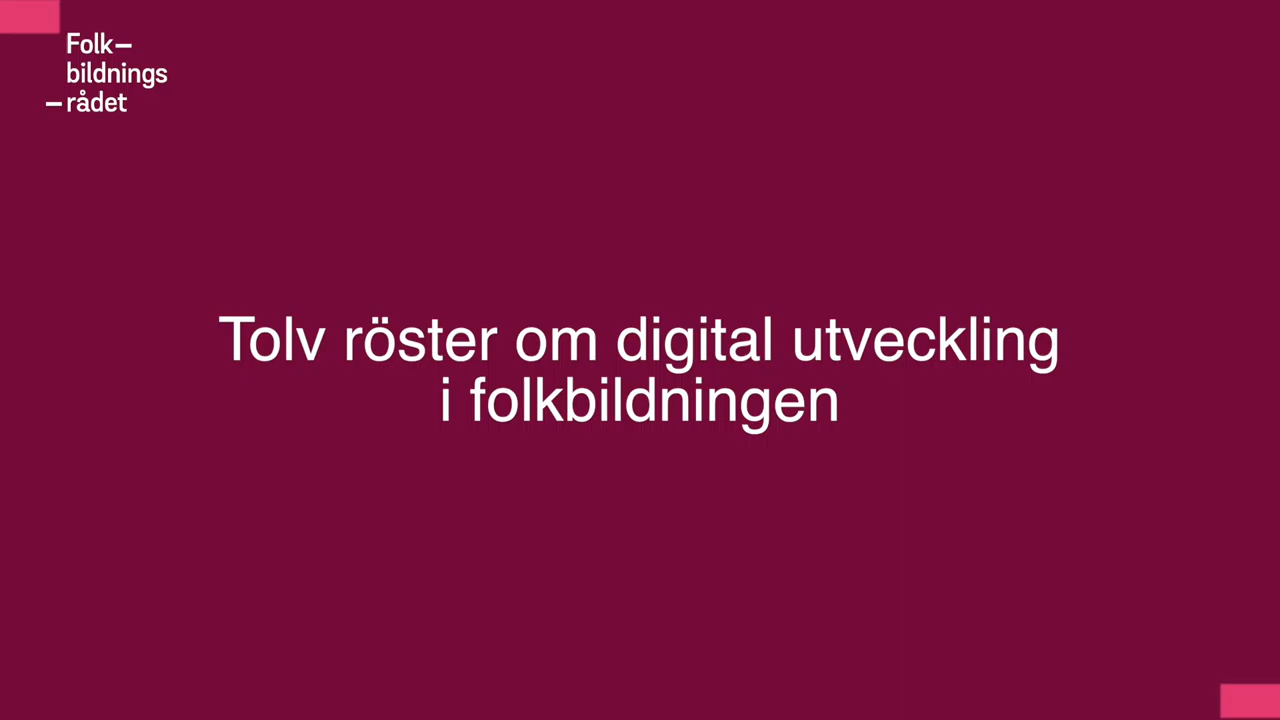 Folk–
bildnings
–rådet
Tolv röster om digital utveckling
i folkbildningen